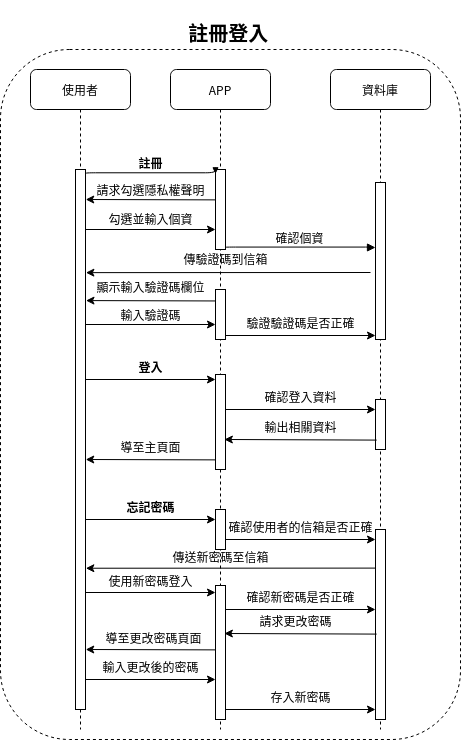 註冊登入
使用者
APP
資料庫
註冊
請求勾選隱私權聲明
勾選並輸入個資
確認個資
傳驗證碼到信箱
顯示輸入驗證碼欄位
輸入驗證碼
驗證驗證碼是否正確
登入
確認登入資料
輸出相關資料
導至主頁面
忘記密碼
確認使用者的信箱是否正確
傳送新密碼至信箱
使用新密碼登入
確認新密碼是否正確
請求更改密碼
導至更改密碼頁面
輸入更改後的密碼
存入新密碼